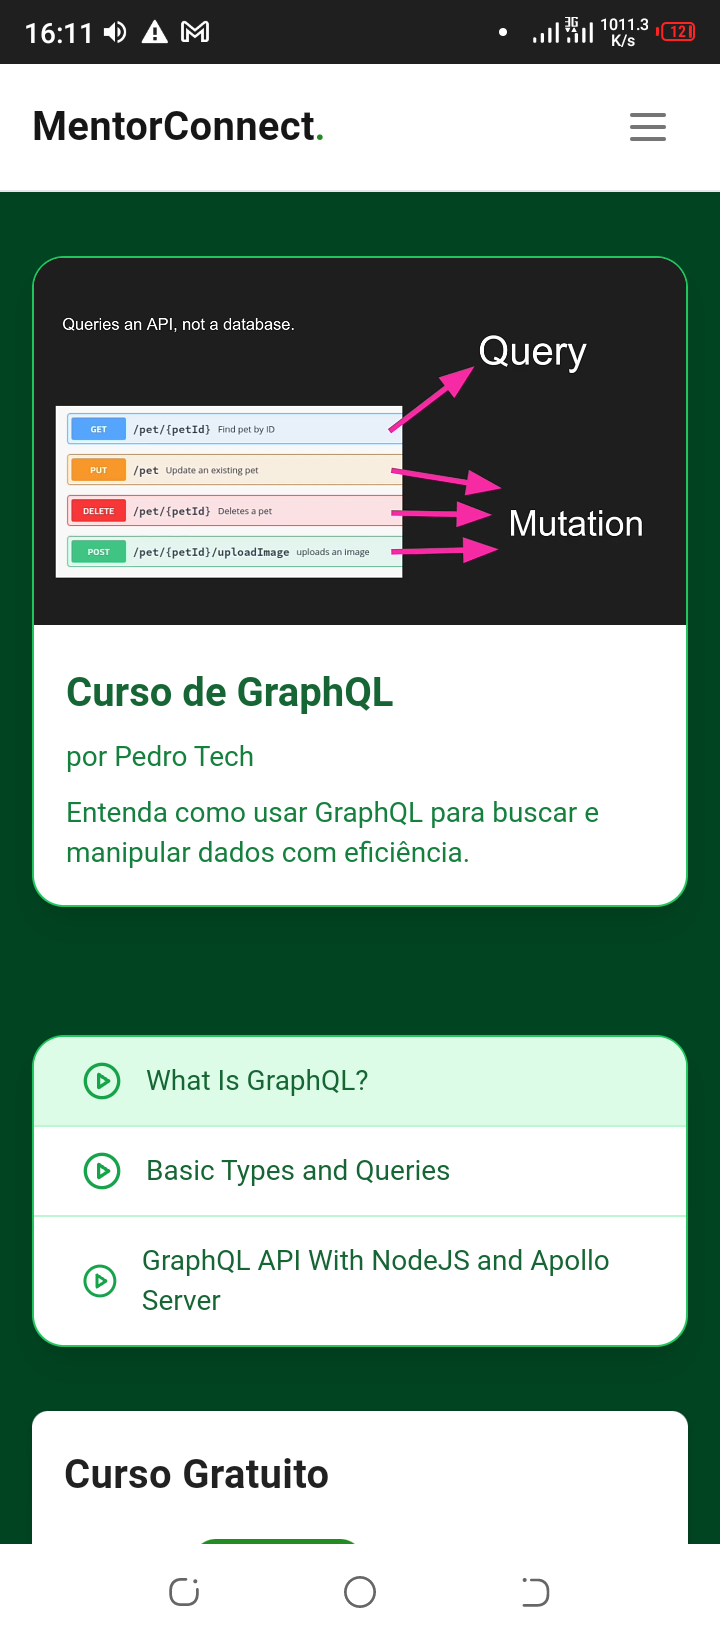 16:11
3G
1011.3
K/s
12
MentorConnect.
Queries an API, not a database.
Query
GET /pet/{petId} Find pet by ID
PUT /pet Update an existing pet
DELETE /pet/{petId} Deletes a pet
Mutation
POST /pet/{petId}/uploadImage uploads an image
Curso de GraphQL
por Pedro Tech
Entenda como usar GraphQL para buscar e
manipular dados com eficiência.
What Is GraphQL?
Basic Types and Queries
GraphQL API With NodeJS and Apollo
Server
Curso Gratuito